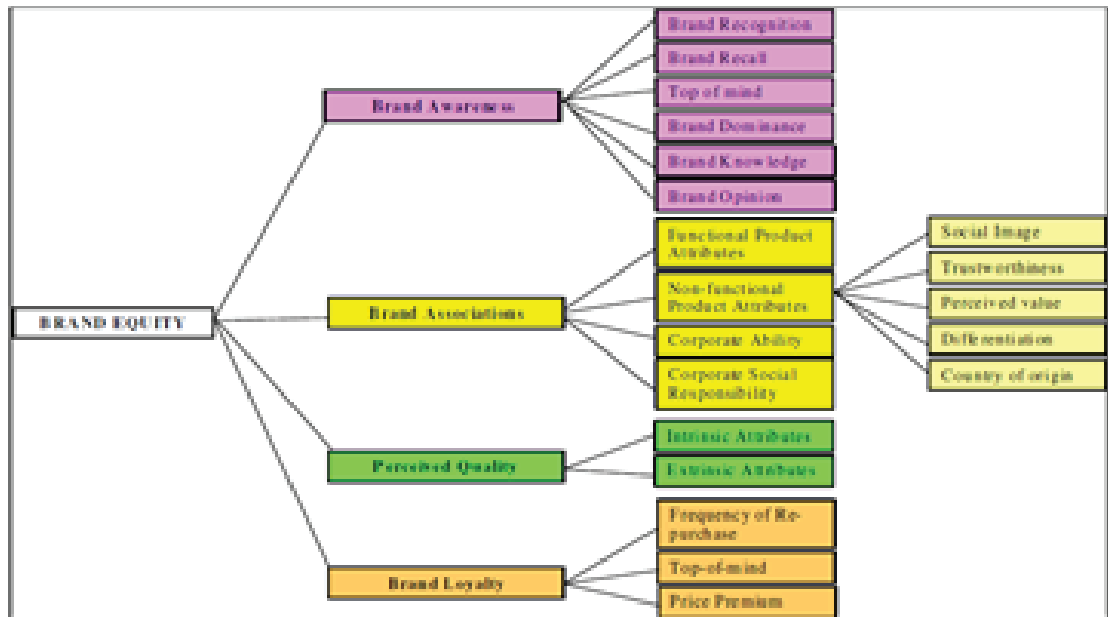 BRAND EQUITY
Brand Awareness
Brand Recognition
Brand Recall
Top of mind
Brand Dominance
Brand Knowledge
Brand Opinion
Brand Associations
Functional Product
Attributes
Non-functional
Product Attributes
Corporate Ability
Corporate Social
Responsibility
Social Image
Trustworthiness
Perceived value
Differentiation
Country of origin
Perceived Quality
Intrinsic Attributes
Extrinsic Attributes
Brand Loyalty
Frequency of Re-
purchase
Top-of-mind
Price Premium